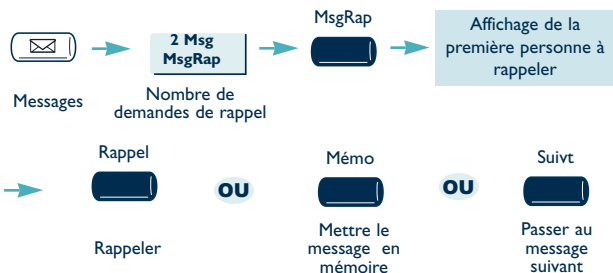 MsgRap
2 Msg
MsgRap
Affichage de la
première personne à
rappeler
Messages
Nombre de
demandes de rappel
Rappel
OU
Mémo
OU
Suivt
Rappeler
Mettre le
message en
mémoire
Passer au
message
suivant